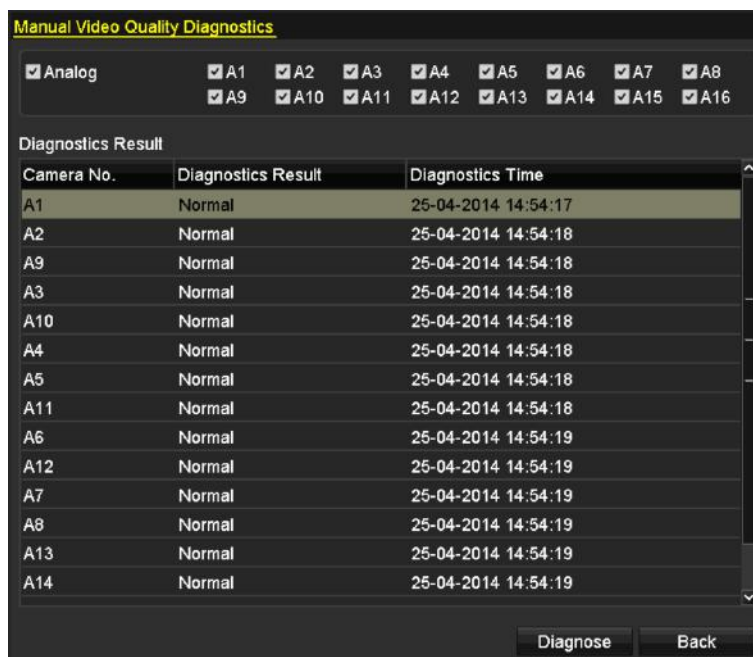 Manual Video Quality Diagnostics
Analog A1 A2 A3 A4 A5 A6 A7 A8
A9 A10 A11 A12 A13 A14 A15 A16
Diagnostics Result
Camera No. Diagnostics Result Diagnostics Time
A1 Normal 25-04-2014 14:54:17
A2 Normal 25-04-2014 14:54:18
A9 Normal 25-04-2014 14:54:18
A3 Normal 25-04-2014 14:54:18
A10 Normal 25-04-2014 14:54:18
A4 Normal 25-04-2014 14:54:18
A5 Normal 25-04-2014 14:54:18
A11 Normal 25-04-2014 14:54:18
A6 Normal 25-04-2014 14:54:19
A12 Normal 25-04-2014 14:54:19
A7 Normal 25-04-2014 14:54:19
A8 Normal 25-04-2014 14:54:19
A13 Normal 25-04-2014 14:54:19
A14 Normal 25-04-2014 14:54:19
Diagnose Back